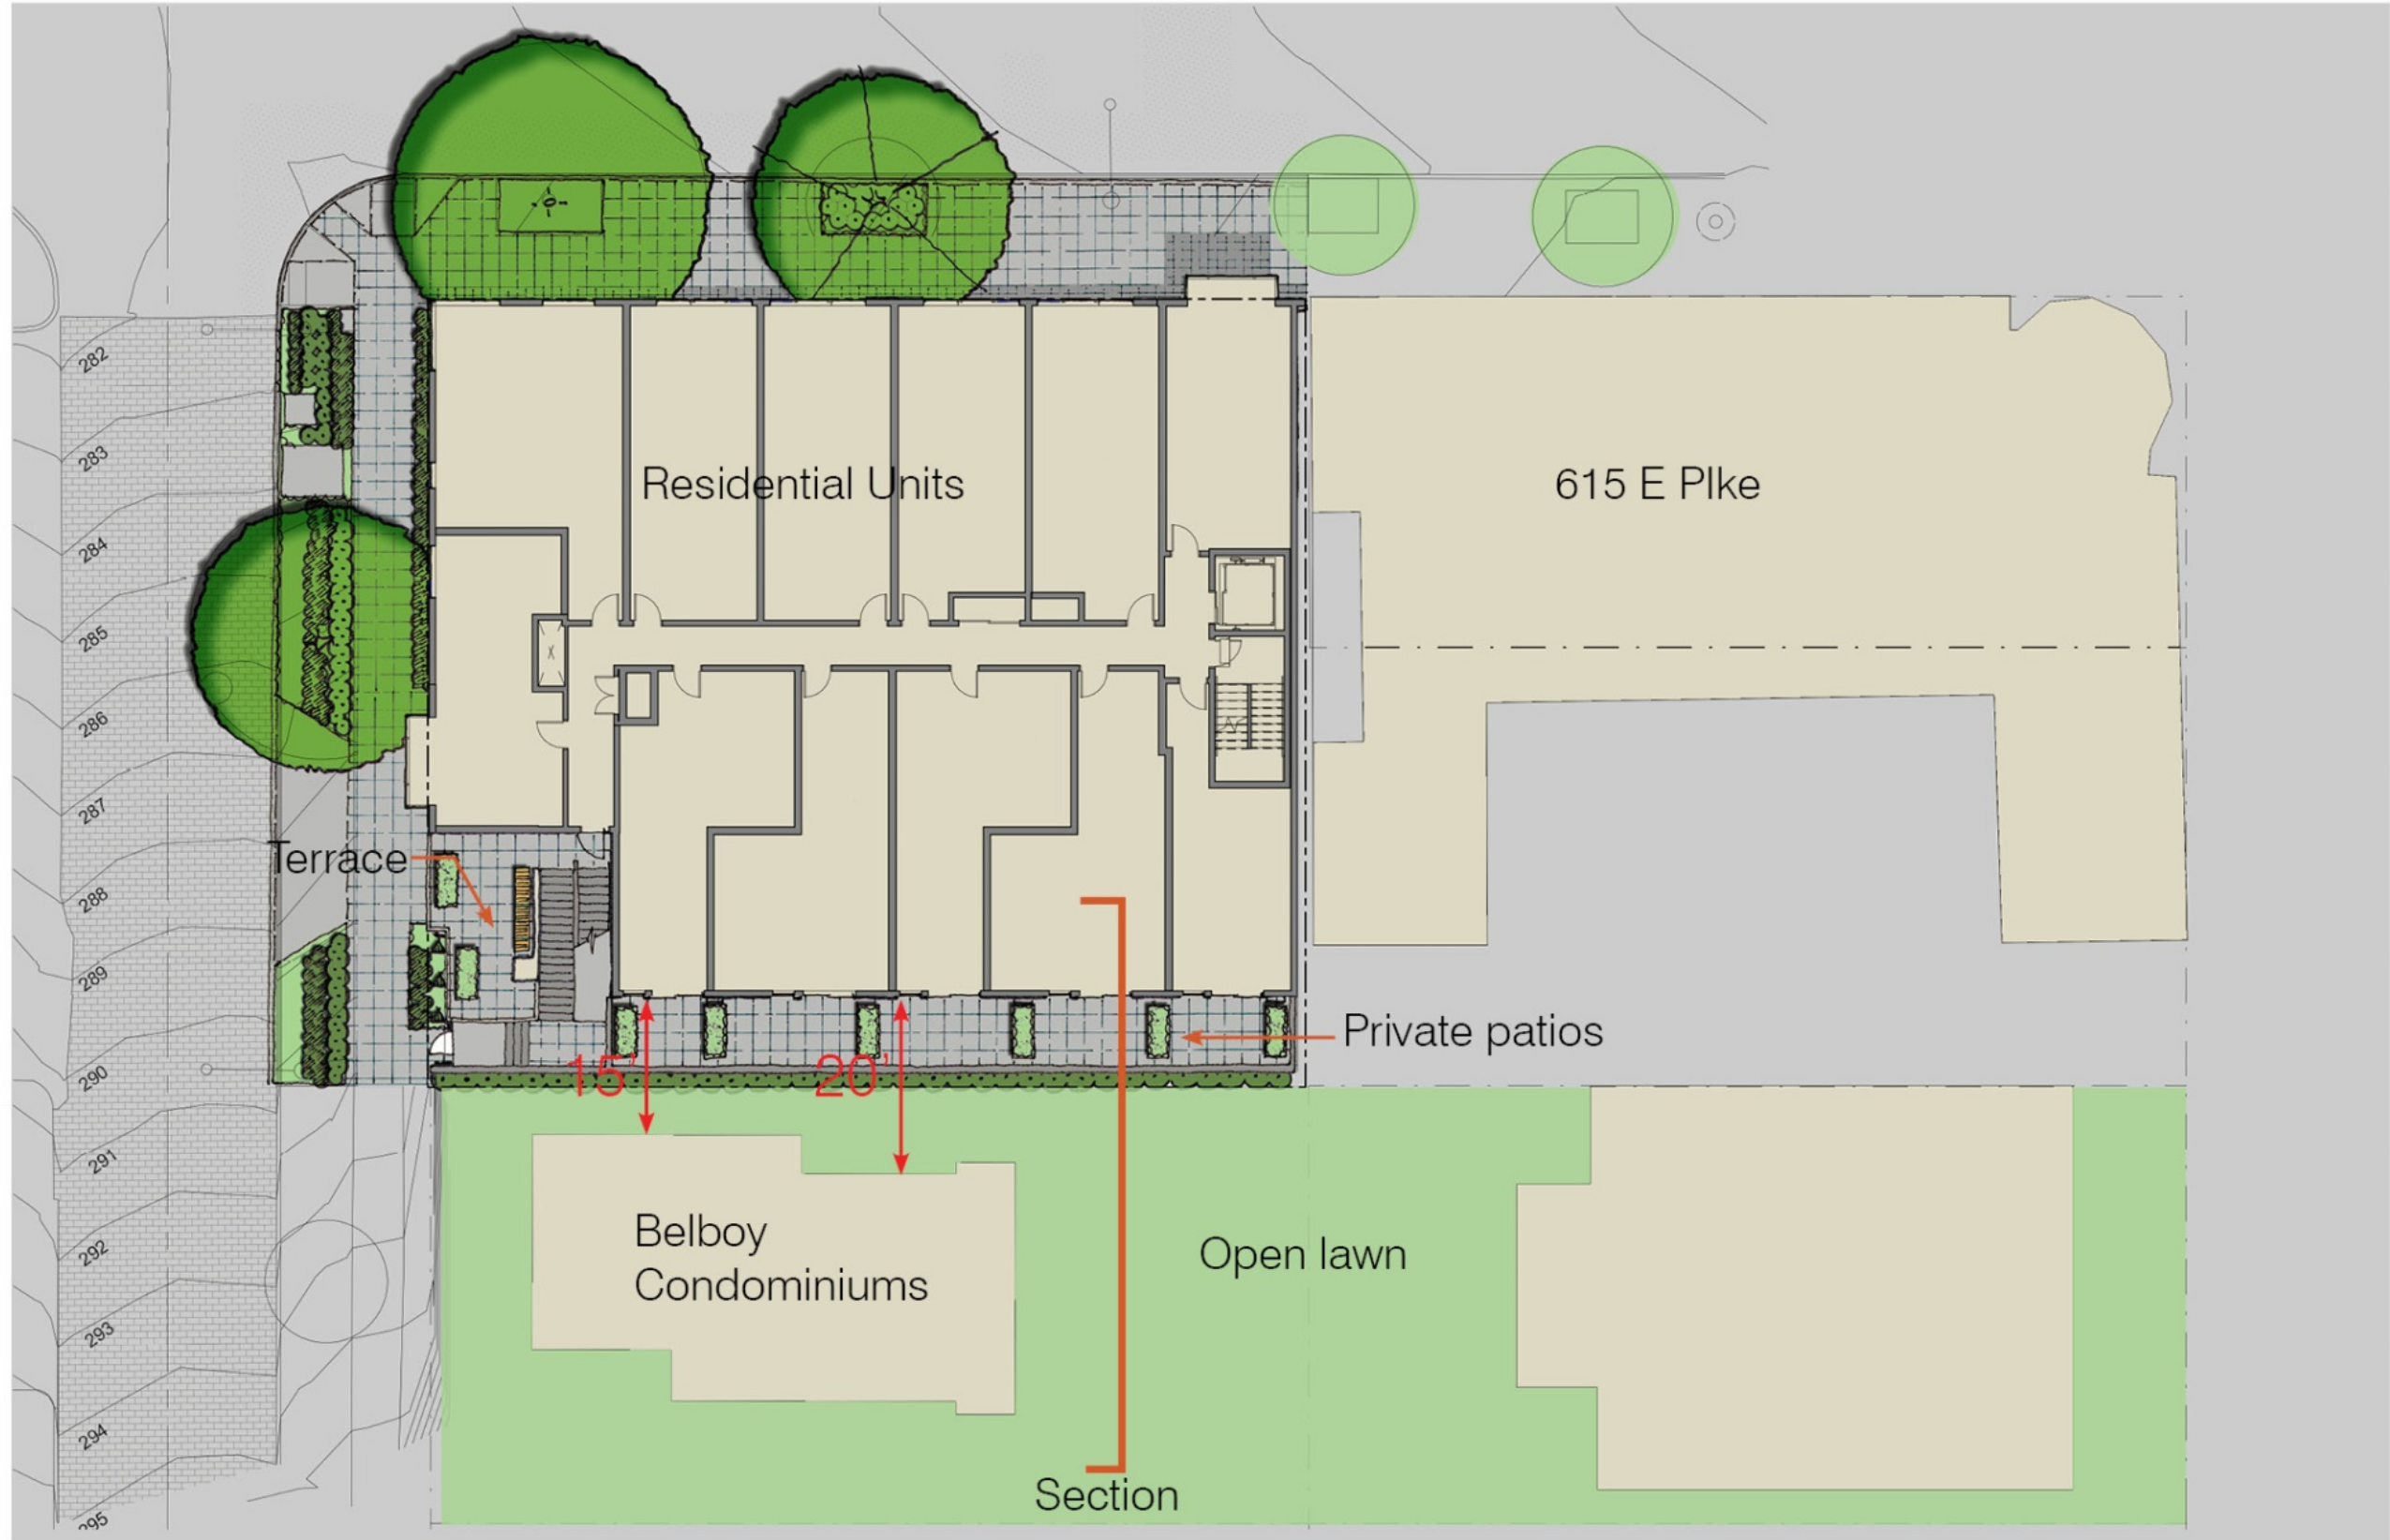 282
283
Residential Units
615 E PIke
284
285
286
287
Terrace
288
289
Private patios
15'
20'
290
291
Belboy
Condominiums
Open lawn
292
293
294
Section
295